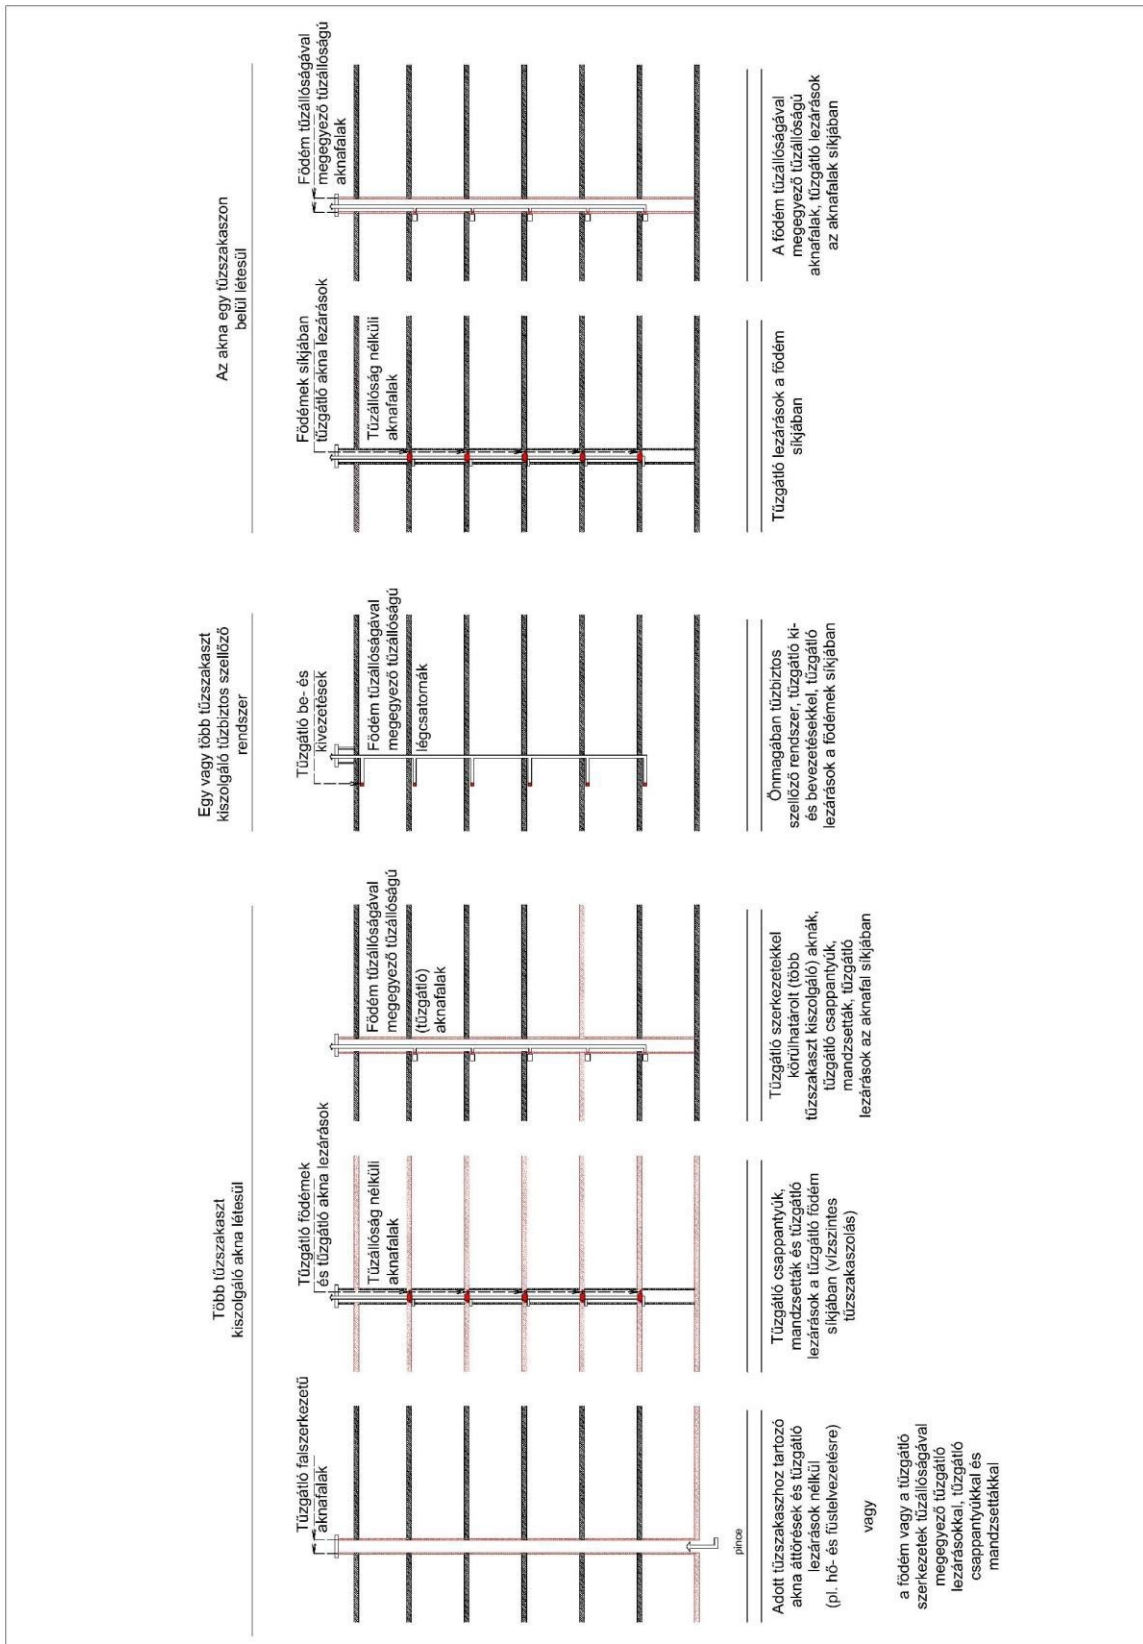 Több tűzszakaszt
kiszolgáló akna létesül
Egy vagy több tűzszakaszt
kiszolgáló tűzbiztos szellőző
rendszer
Az akna egy tűzszakaszon
belül létesül
Tűzgátló falszerkezetű
aknafalak
Tűzgátló födémek
és tűzgátló akna lezárások
Tűzállóság nélküli
aknafalak
Födém tűzállóságával
megegyező tűzállóságú
(tűzgátló)
aknafalak
Tűzgátló be- és
kivezetések
Födém tűzállóságával
megegyező tűzállóságú
légcsatornák
Födémek síkjában
tűzgátló akna lezárások
Tűzállóság nélküli
aknafalak
Födém tűzállóságával
megegyező tűzállóságú
aknafalak
pince
Adott tűzszakaszhoz tartozó
akna áttörések és tűzgátló
lezárások nélkül
(pl. hő- és füstelvezetésre)
vagy
a födém vagy a tűzgátló
szerkezetek tűzállóságával
megegyező tűzgátló
lezárásokkal, tűzgátló
csappantyúkkal és
mandzsettákkal
Tűzgátló csappantyúk,
mandzsetták és tűzgátló
lezárások a tűzgátló födém
síkjában (vízszintes
tűzszakaszolás)
Tűzgátló szerkezetekkel
körülhatárolt (több
tűzszakaszt kiszolgáló) aknák,
tűzgátló csappantyúk,
mandzsetták, tűzgátló
lezárások az aknafal síkjában
Önmagában tűzbiztos
szellőző rendszer, tűzgátló ki-
és bevezetésekkel, tűzgátló
lezárások a födémek síkjában
Tűzgátló lezárások a födém
síkjában
A födém tűzállóságával
megegyező tűzállóságú
aknafalak, tűzgátló lezárások
az aknafalak síkjában